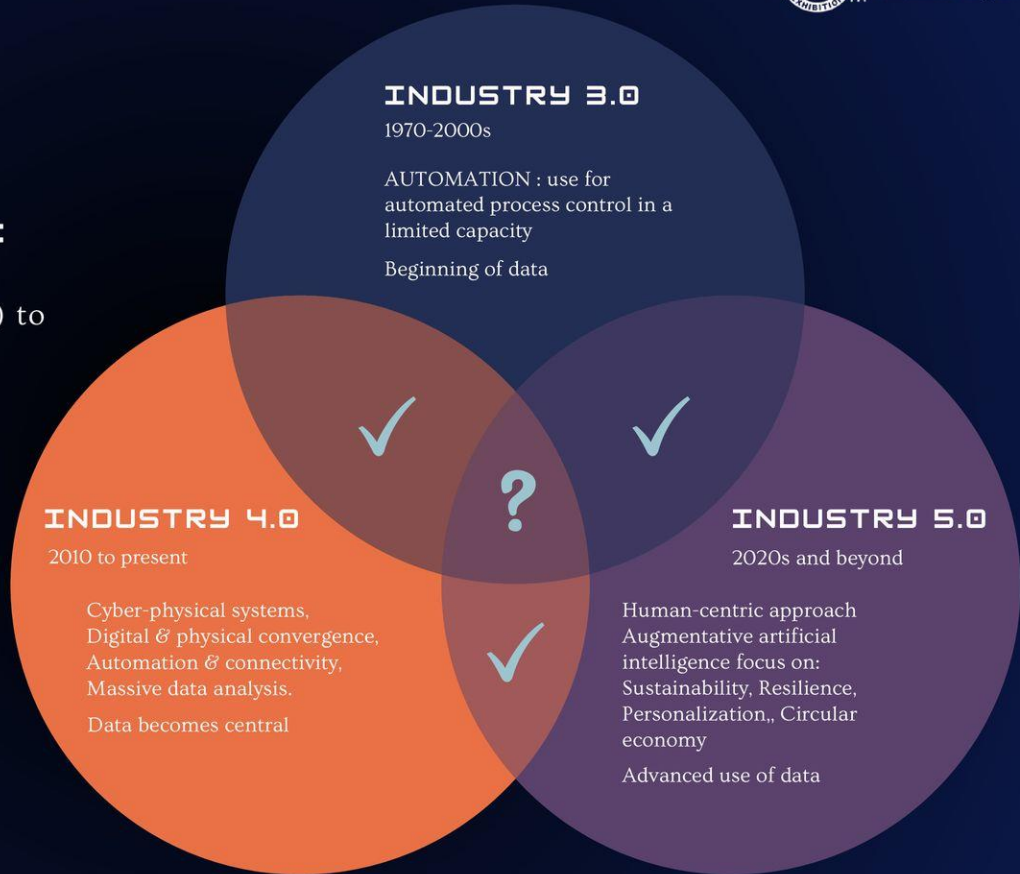 EXHIBITION
:
) to
INDUSTRY 3.0
1970-2000s
AUTOMATION : use for
automated process control in a
limited capacity
Beginning of data
?
INDUSTRY 4.0
2010 to present
Cyber-physical systems,
Digital & physical convergence,
Automation & connectivity,
Massive data analysis.
Data becomes central
INDUSTRY 5.0
2020s and beyond
Human-centric approach
Augmentative artificial
intelligence focus on:
Sustainability, Resilience,
Personalization,, Circular
economy
Advanced use of data